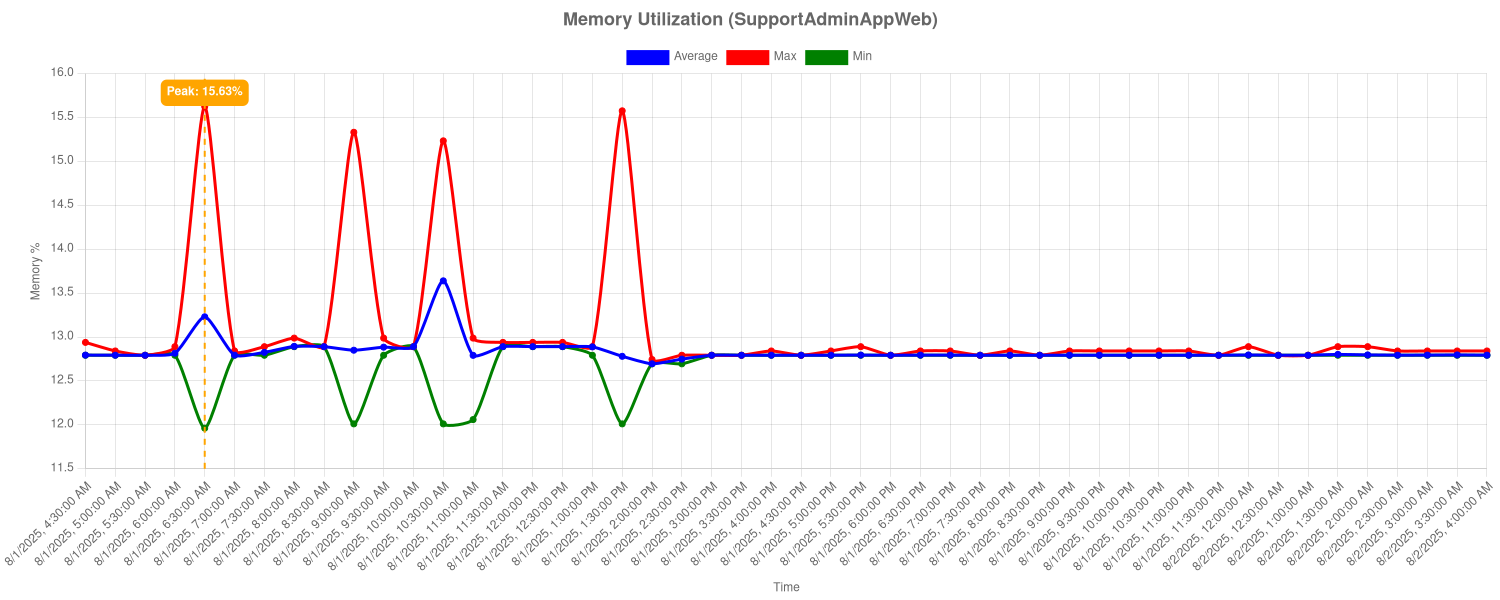 Memory Utilization (SupportAdminAppWeb)
Average Max Min
Peak: 15.63%
Memory %
16.0
15.5
15.0
14.5
14.0
13.5
13.0
12.5
12.0
11.5
8/1/2025, 4:30:00 AM
8/1/2025, 5:00:00 AM
8/1/2025, 5:30:00 AM
8/1/2025, 6:00:00 AM
8/1/2025, 6:30:00 AM
8/1/2025, 7:00:00 AM
8/1/2025, 7:30:00 AM
8/1/2025, 8:00:00 AM
8/1/2025, 8:30:00 AM
8/1/2025, 9:00:00 AM
8/1/2025, 9:30:00 AM
8/1/2025, 10:00:00 AM
8/1/2025, 10:30:00 AM
8/1/2025, 11:00:00 AM
8/1/2025, 11:30:00 AM
8/1/2025, 12:00:00 PM
8/1/2025, 12:30:00 PM
8/1/2025, 1:00:00 PM
8/1/2025, 1:30:00 PM
8/1/2025, 2:00:00 PM
8/1/2025, 2:30:00 PM
8/1/2025, 3:00:00 PM
8/1/2025, 3:30:00 PM
8/1/2025, 4:00:00 PM
8/1/2025, 4:30:00 PM
8/1/2025, 5:00:00 PM
8/1/2025, 5:30:00 PM
8/1/2025, 6:00:00 PM
8/1/2025, 6:30:00 PM
8/1/2025, 7:00:00 PM
8/1/2025, 7:30:00 PM
8/1/2025, 8:00:00 PM
8/1/2025, 8:30:00 PM
8/1/2025, 9:00:00 PM
8/1/2025, 9:30:00 PM
8/1/2025, 10:00:00 PM
8/1/2025, 10:30:00 PM
8/1/2025, 11:00:00 PM
8/1/2025, 11:30:00 PM
8/2/2025, 12:00:00 AM
8/2/2025, 12:30:00 AM
8/2/2025, 1:00:00 AM
8/2/2025, 1:30:00 AM
8/2/2025, 2:00:00 AM
8/2/2025, 2:30:00 AM
8/2/2025, 3:00:00 AM
8/2/2025, 3:30:00 AM
8/2/2025, 4:00:00 AM
Time